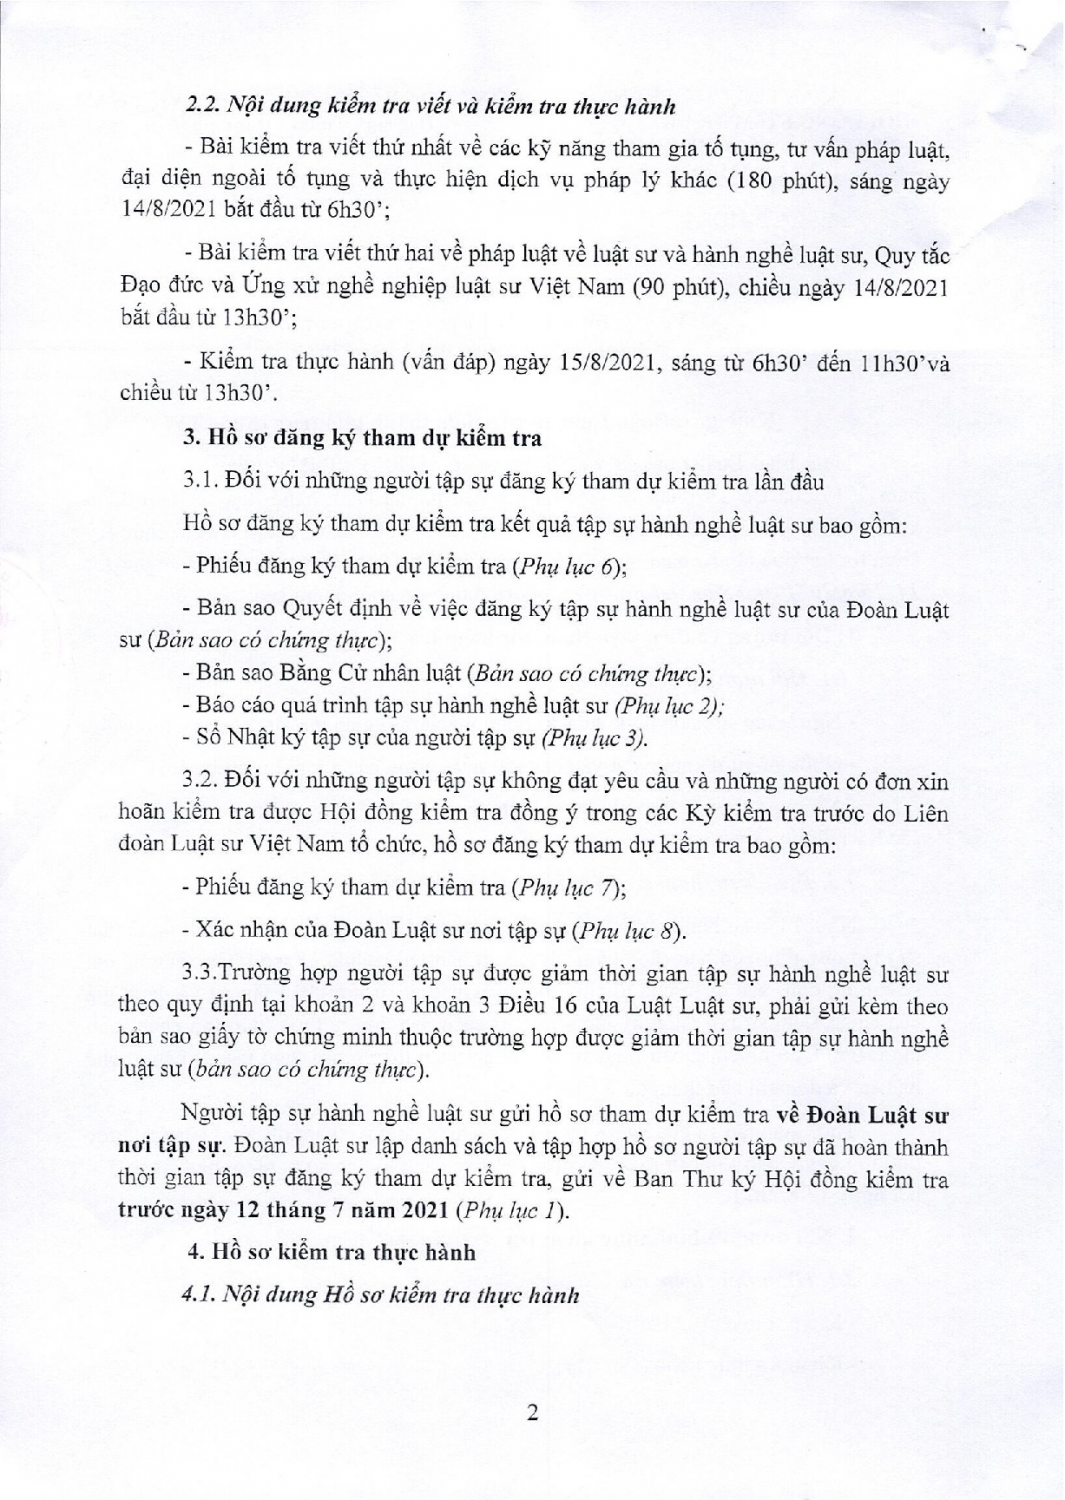 2.2. Nội dung kiểm tra viết và kiểm tra thực hành
- Bài kiểm tra viết thứ nhất về các kỹ năng tham gia tố tụng, tư vấn pháp luật,
đại diện ngoài tố tụng và thực hiện dịch vụ pháp lý khác (180 phút), sáng ngày
14/8/2021 bắt đầu từ 6h30’;
- Bài kiểm tra viết thứ hai về pháp luật về luật sư và hành nghề luật sư, Quy tắc
Đạo đức và Ứng xử nghề nghiệp luật sư Việt Nam (90 phút), chiều ngày 14/8/2021
bắt đầu từ 13h30’;
- Kiểm tra thực hành (vấn đáp) ngày 15/8/2021, sáng từ 6h30’ đến 11h30’và
chiều từ 13h30’.
3. Hồ sơ đăng ký tham dự kiểm tra
3.1. Đối với những người tập sự đăng ký tham dự kiểm tra lần đầu
Hồ sơ đăng ký tham dự kiểm tra kết quả tập sự hành nghề luật sư bao gồm:
- Phiếu đăng ký tham dự kiểm tra (Phụ lục 6);
- Bản sao Quyết định về việc đăng ký tập sự hành nghề luật sư của Đoàn Luật
sư (Bản sao có chứng thực);
- Bản sao Bằng Cử nhân luật (Bản sao có chứng thực);
- Báo cáo quá trình tập sự hành nghề luật sư (Phụ lục 2);
- Sổ Nhật ký tập sự của người tập sự (Phụ lục 3).
3.2. Đối với những người tập sự không đạt yêu cầu và những người có đơn xin
hoãn kiểm tra được Hội đồng kiểm tra đồng ý trong các Kỳ kiểm tra trước do Liên
đoàn Luật sư Việt Nam tổ chức, hồ sơ đăng ký tham dự kiểm tra bao gồm:
- Phiếu đăng ký tham dự kiểm tra (Phụ lục 7);
- Xác nhận của Đoàn Luật sư nơi tập sự (Phụ lục 8).
3.3.Trường hợp người tập sự được giảm thời gian tập sự hành nghề luật sư
theo quy định tại khoản 2 và khoản 3 Điều 16 của Luật Luật sư, phải gửi kèm theo
bản sao giấy tờ chứng minh thuộc trường hợp được giảm thời gian tập sự hành nghề
luật sư (bản sao có chứng thực).
Người tập sự hành nghề luật sư gửi hồ sơ tham dự kiểm tra về Đoàn Luật sư
nơi tập sự. Đoàn Luật sư lập danh sách và tập hợp hồ sơ người tập sự đã hoàn thành
thời gian tập sự đăng ký tham dự kiểm tra, gửi về Ban Thư ký Hội đồng kiểm tra
trước ngày 12 tháng 7 năm 2021 (Phụ lục 1).
4. Hồ sơ kiểm tra thực hành
4.1. Nội dung Hồ sơ kiểm tra thực hành
2